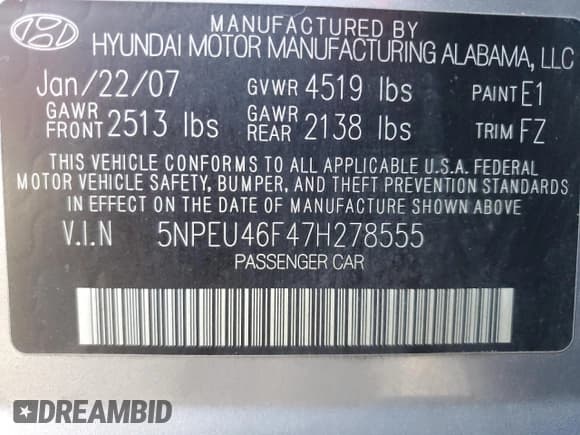 MANUFACTURED BY
HYUNDAI MOTOR MANUFACTURING ALABAMA, LLC
Jan/22/07 GVWR 4519 lbs PAINT E1
GAWR FRONT 2513 lbs GAWR REAR 2138 lbs TRIM FZ
THIS VEHICLE CONFORMS TO ALL APPLICABLE U.S.A. FEDERAL
MOTOR VEHICLE SAFETY, BUMPER, AND THEFT PREVENTION STANDARDS
IN EFFECT ON THE DATE OF MANUFACTURE SHOWN ABOVE.
V.I.N 5NPEU46F47H278555
PASSENGER CAR
DREAMBID